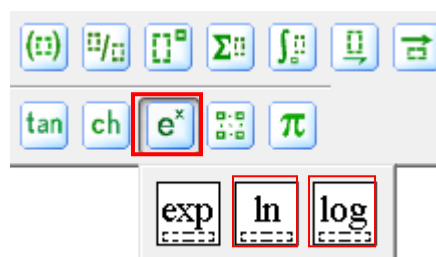 (::) ::/:: []▫ Σ:: ∫::
tan ch eˣ π
exp ln log